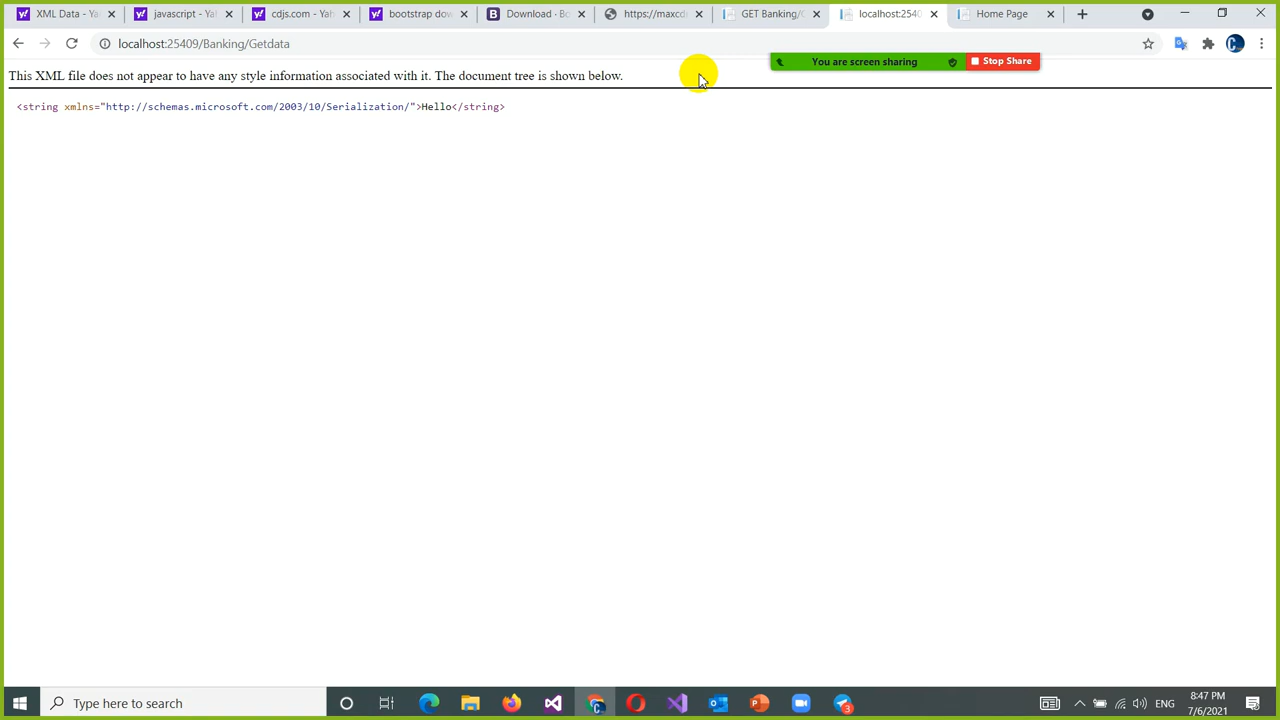 XML Data - Ya
javascript - Yah
cdjs.com - Yah
bootstrap dow
Download · Bo
https://maxcd
GET Banking/G
localhost:2540
Home Page
localhost:25409/Banking/Getdata
You are screen sharing
Stop Share
This XML file does not appear to have any style information associated with it. The document tree is shown below.
<string xmlns="http://schemas.microsoft.com/2003/10/Serialization/">Hello</string>
Type here to search
3
ENG
8:47 PM
7/6/2021